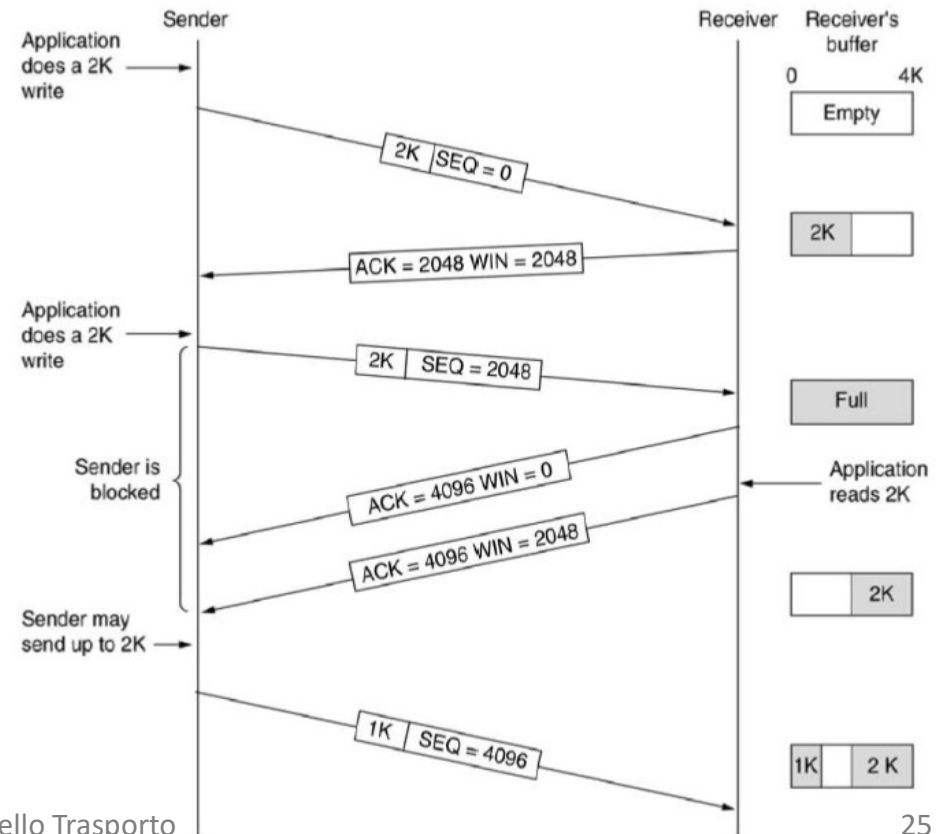 Sender
Receiver
Receiver's
buffer
Application
does a 2K
write
0
4K
Empty
2K SEQ = 0
2K
ACK = 2048 WIN = 2048
Application
does a 2K
write
2K SEQ = 2048
Full
Sender is
blocked
Application
reads 2K
ACK = 4096 WIN = 0
ACK = 4096 WIN = 2048
2K
Sender may
send up to 2K
1K SEQ = 4096
1K 2 K
ello Trasporto
25